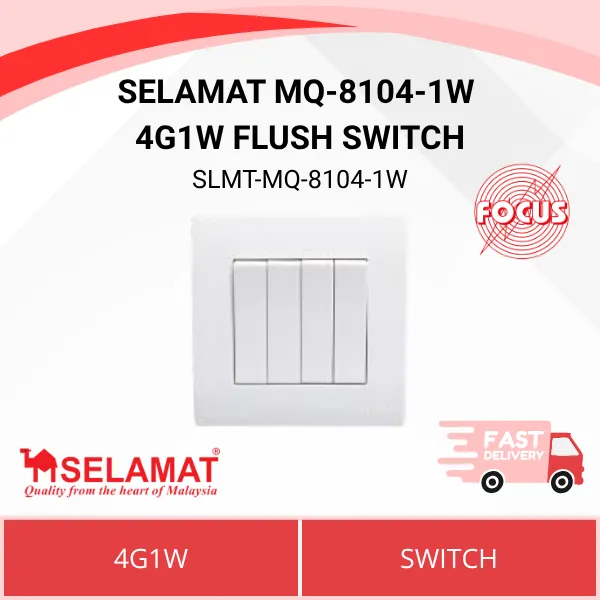 SELAMAT MQ-8104-1W
4G1W FLUSH SWITCH
SLMT-MQ-8104-1W
FOCUS
SELAMAT®
Quality from the heart of Malaysia
FAST
DELIVERY
4G1W
SWITCH